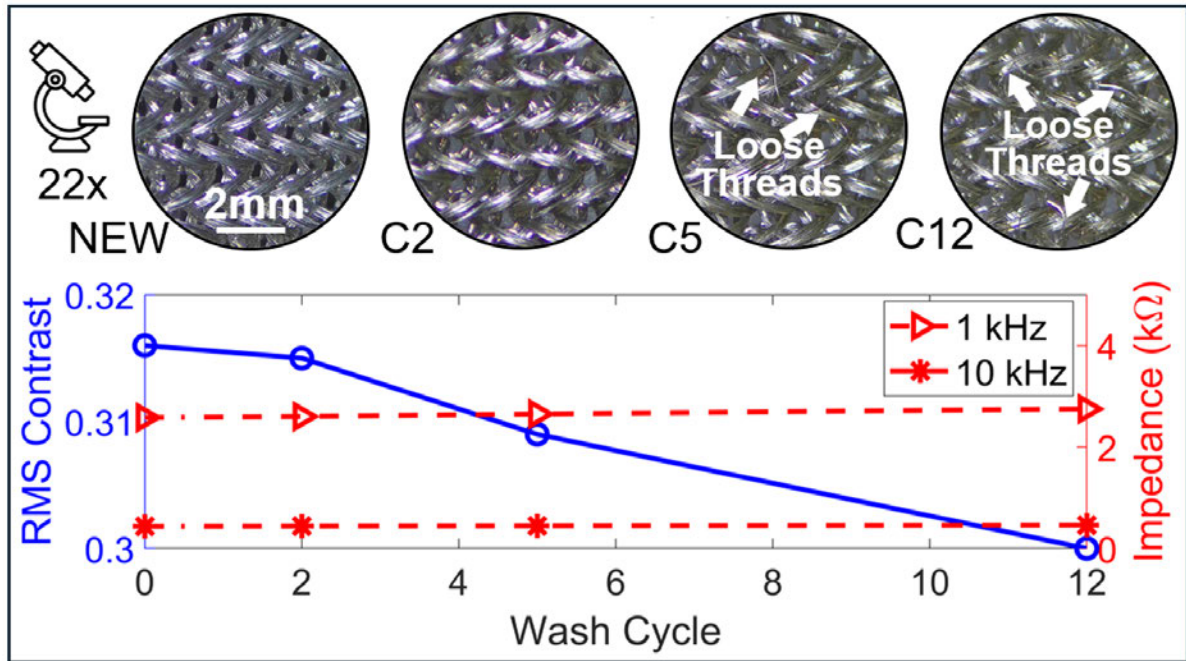 22x
NEW
2mm
C2
C5
Loose
Threads
C12
Loose
Threads
RMS Contrast
0.32
0.31
0.3
1 kHz
10 kHz
4
2
0
Impedance (kΩ)
0 2 4 6 8 10 12
Wash Cycle